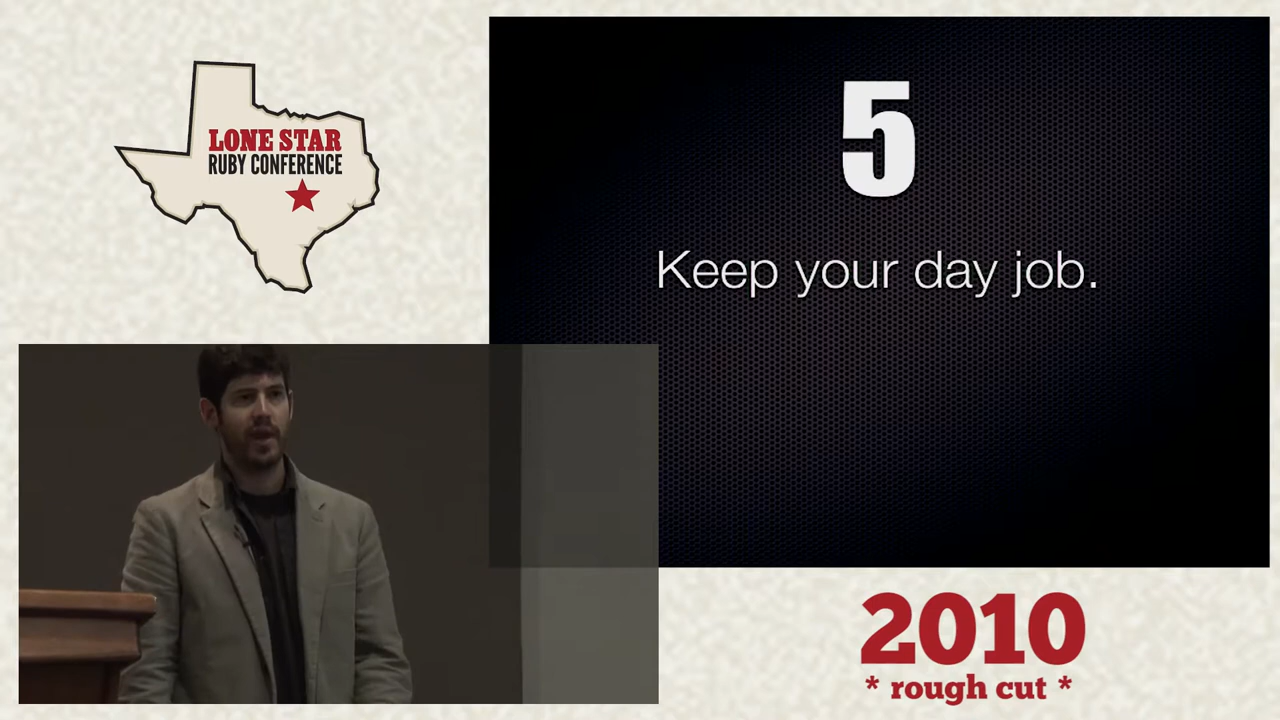 LONE STAR
RUBY CONFERENCE
5
Keep your day job.
2010
* rough cut *